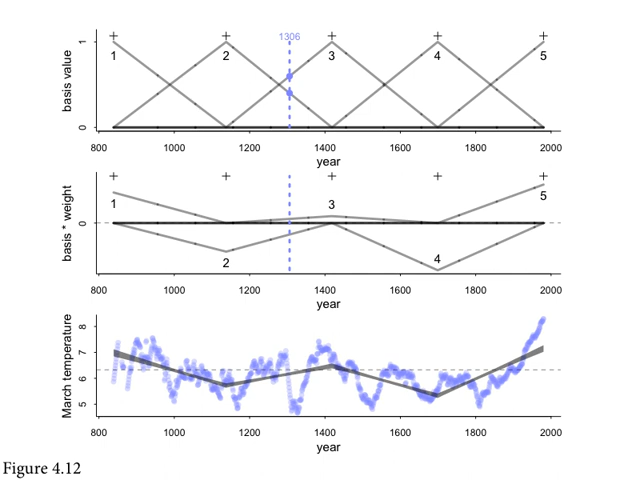 basis value
1
0
1306
1 2 3 4 5
800 1000 1200 1400 1600 1800 2000
year
basis * weight
0
1 2 3 4 5
800 1000 1200 1400 1600 1800 2000
year
March temperature
8
7
6
5
800 1000 1200 1400 1600 1800 2000
year
Figure 4.12